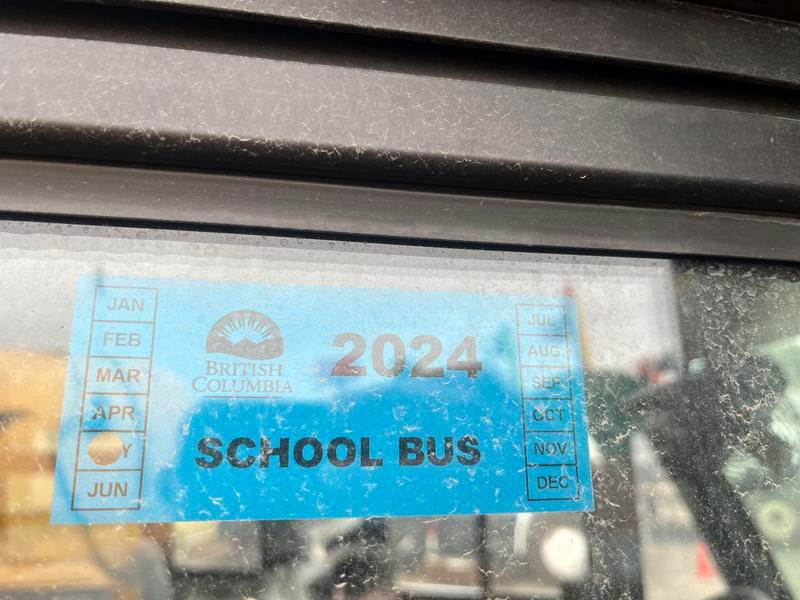 JAN
FEB
MAR
APR
Y
JUN
BRITISH
COLUMBIA
2024
SCHOOL BUS
JUL
AUG
SEP
OCT
NOV
DEC